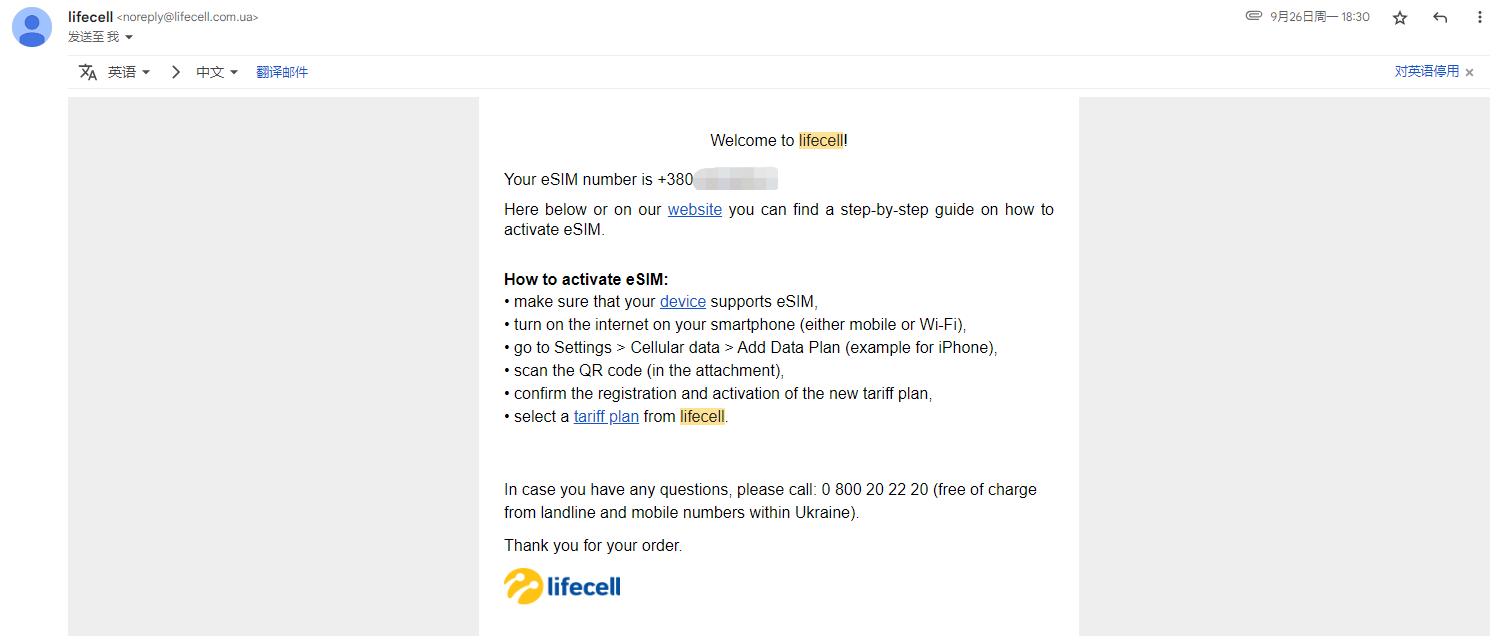 lifecell <noreply@lifecell.com.ua>
9月26日周一 18:30
发送至 我
英语 中文 翻译邮件
对英语停用 ×
Welcome to lifecell!
Your eSIM number is +380
Here below or on our website you can find a step-by-step guide on how to
activate eSIM.
How to activate eSIM:
• make sure that your device supports eSIM,
• turn on the internet on your smartphone (either mobile or Wi-Fi),
• go to Settings > Cellular data > Add Data Plan (example for iPhone),
• scan the QR code (in the attachment),
• confirm the registration and activation of the new tariff plan,
• select a tariff plan from lifecell.
In case you have any questions, please call: 0 800 20 22 20 (free of charge
from landline and mobile numbers within Ukraine).
Thank you for your order.
lifecell